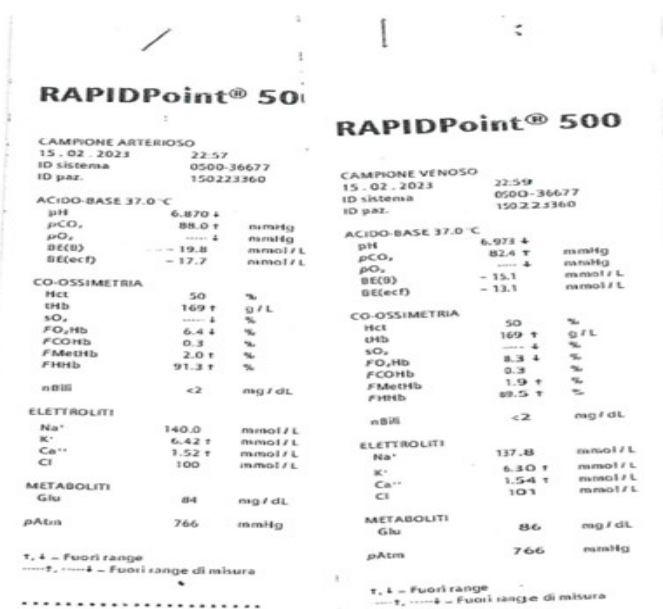 RAPIDPoint® 50
CAMPIONE ARTERIOSO
15 . 02 . 2023 22:57
ID sistema 0500-36677
ID paz. 150223360
ACIDO-BASE 37.0 °C
pH 6.870 ↓
pCO₂ 88.0 ↑ mmHg
pO₂ ----- ↓ mmHg
BE(B) – 19.8 mmol / L
BE(ecf) – 17.7 mmol / L
CO-OSSIMETRIA
Hct 50 %
tHb 169 ↑ g / L
sO₂ ----- ↓ %
FO₂Hb 6.4 ↓ %
FCOHb 0.3 %
FMetHb 2.0 ↑ %
FHHb 91.3 ↑ %
nBili <2 mg / dL
ELETTROLITI
Na⁺ 140.0 mmol / L
K⁺ 6.42 ↑ mmol / L
Ca⁺⁺ 1.52 ↑ mmol / L
Cl 100 mmol / L
METABOLITI
Glu 84 mg / dL
pAtm 766 mmHg
↑, ↓ = Fuori range
-----↑, -----↓ = Fuori range di misura
RAPIDPoint® 500
CAMPIONE VENOSO
15 . 02 . 2023 22:59
ID sistema 0500-36677
ID paz. 150223360
ACIDO-BASE 37.0 °C
pH 6.973 ↓
pCO₂ 82.4 ↑ mmHg
pO₂ ----- ↓ mmHg
BE(B) – 15.1 mmol / L
BE(ecf) – 13.1 mmol / L
CO-OSSIMETRIA
Hct 50 %
tHb 169 ↑ g / L
sO₂ ----- ↓ %
FO₂Hb 8.3 ↓ %
FCOHb 0.3 %
FMetHb 1.9 ↑ %
FHHb 89.5 ↑ %
nBili <2 mg / dL
ELETTROLITI
Na⁺ 137.8 mmol / L
K⁺ 6.30 ↑ mmol / L
Ca⁺⁺ 1.54 ↑ mmol / L
Cl 101 mmol / L
METABOLITI
Glu 86 mg / dL
pAtm 766 mmHg
↑, ↓ = Fuori range
-----↑, -----↓ = Fuori range di misura